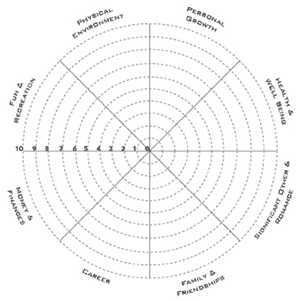 PHYSICAL
ENVIRONMENT
PERSONAL
GROWTH
HEALTH &
WELL BEING
SIGNIFICANT OTHER &
ROMANCE
FAMILY &
FRIENDSHIPS
CAREER
MONEY &
FINANCES
FUN &
RECREATION
10 9 8 7 6 5 4 3 2 1 0